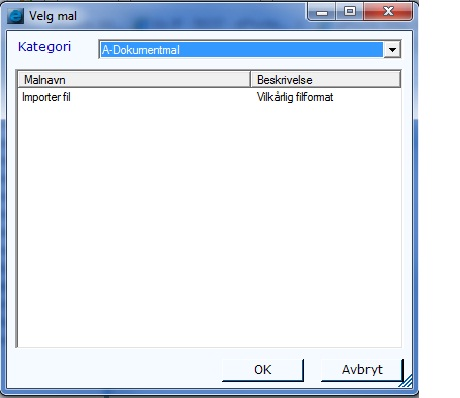 Velg mal
Kategori A-Dokumentmal
Malnavn Beskrivelse
Importer fil Vilkårlig filformat
OK Avbryt